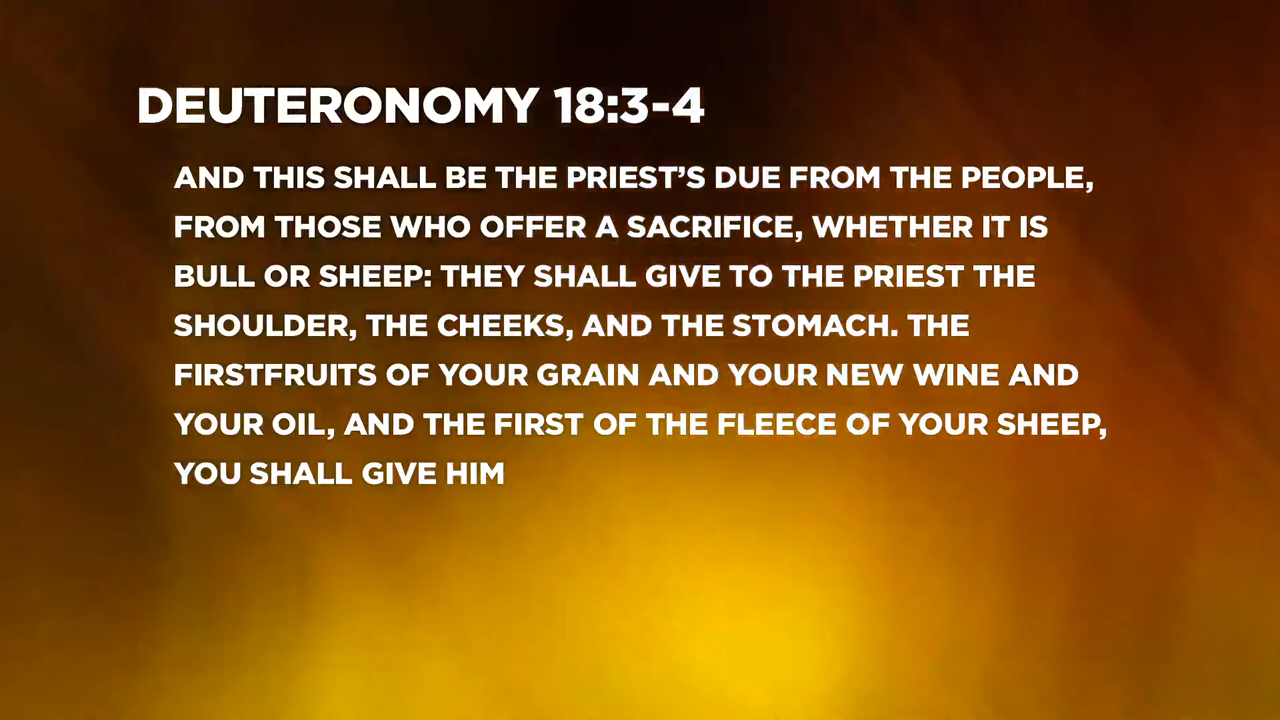 DEUTERONOMY 18:3-4
AND THIS SHALL BE THE PRIEST’S DUE FROM THE PEOPLE,
FROM THOSE WHO OFFER A SACRIFICE, WHETHER IT IS
BULL OR SHEEP: THEY SHALL GIVE TO THE PRIEST THE
SHOULDER, THE CHEEKS, AND THE STOMACH. THE
FIRSTFRUITS OF YOUR GRAIN AND YOUR NEW WINE AND
YOUR OIL, AND THE FIRST OF THE FLEECE OF YOUR SHEEP,
YOU SHALL GIVE HIM